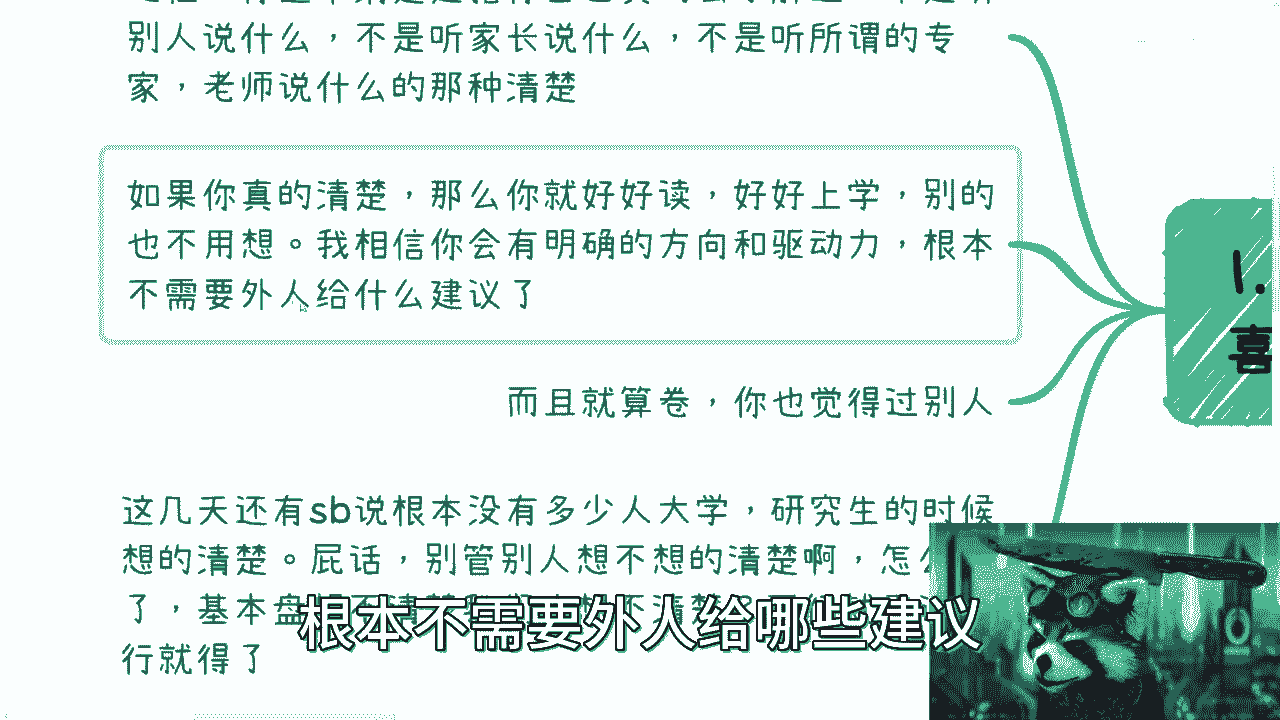 别人说什么，不是听家长说什么，不是听所谓的专
家，老师说什么的那种清楚
如果你真的清楚，那么你就好好读，好好上学，别的
也不用想。我相信你会有明确的方向和驱动力，根本
不需要外人给什么建议了
而且就算卷，你也觉得过别人
这几天还有sb说根本没有多少人大学，研究生的时候
想的清楚。屁话，别管别人想不想的清楚啊，怎
了，基本盘
行就得了
1.
喜
根本不需要外人给哪些建议